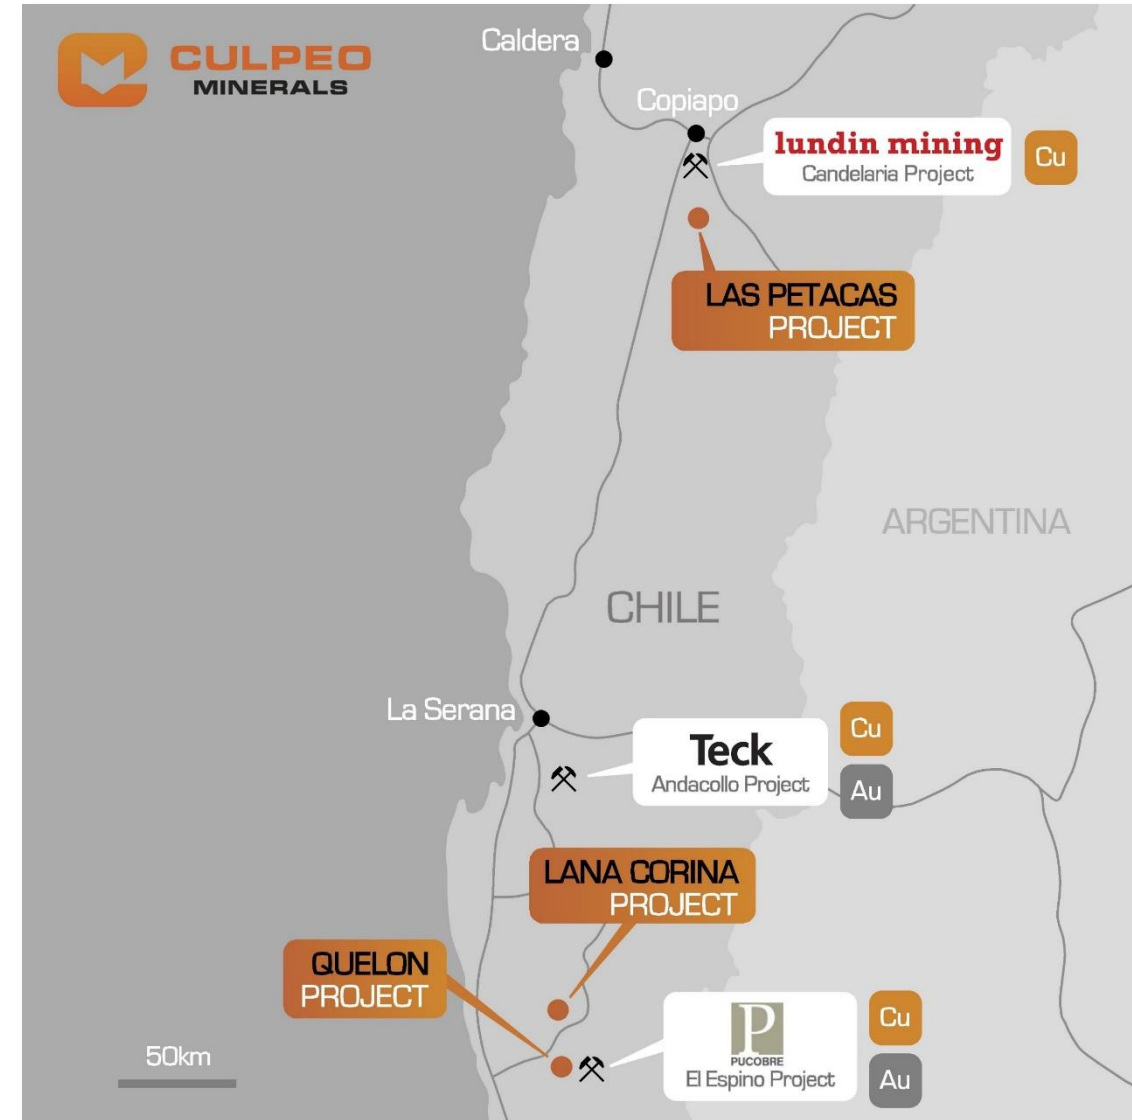 CULPEO
MINERALS
Caldera
Copiapo
lundin mining
Candelaria Project
Cu
LAS PETACAS
PROJECT
ARGENTINA
CHILE
La Serana
Teck
Andacollo Project
Cu
Au
LANA CORINA
PROJECT
QUELON
PROJECT
P
PUCOBRE
El Espino Project
Cu
Au
50km